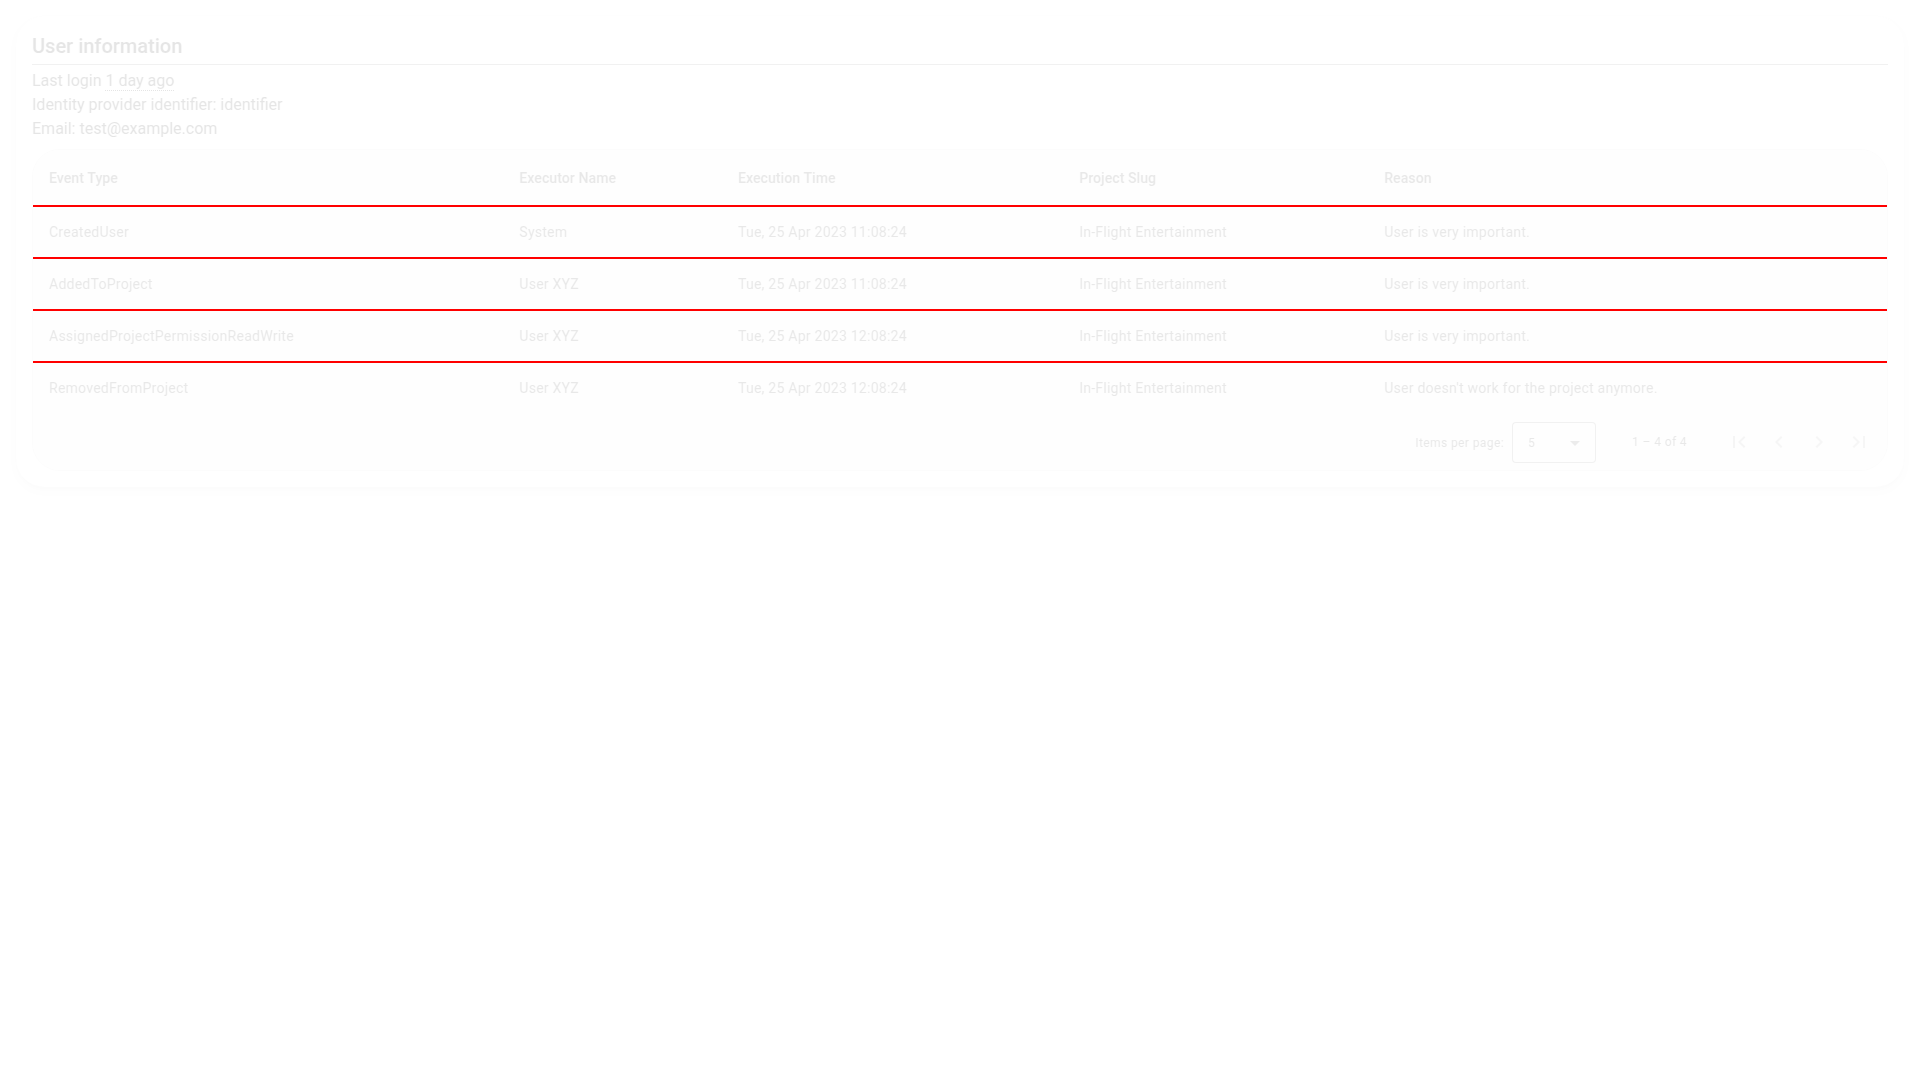 User information
Last login 1 day ago
Identity provider identifier: identifier
Email: test@example.com
Event Type Executor Name Execution Time Project Slug Reason
CreatedUser System Tue, 25 Apr 2023 11:08:24 In-Flight Entertainment User is very important.
AddedToProject User XYZ Tue, 25 Apr 2023 11:08:24 In-Flight Entertainment User is very important.
AssignedProjectPermissionReadWrite User XYZ Tue, 25 Apr 2023 12:08:24 In-Flight Entertainment User is very important.
RemovedFromProject User XYZ Tue, 25 Apr 2023 12:08:24 In-Flight Entertainment User doesn't work for the project anymore.
Items per page: 5 1 – 4 of 4